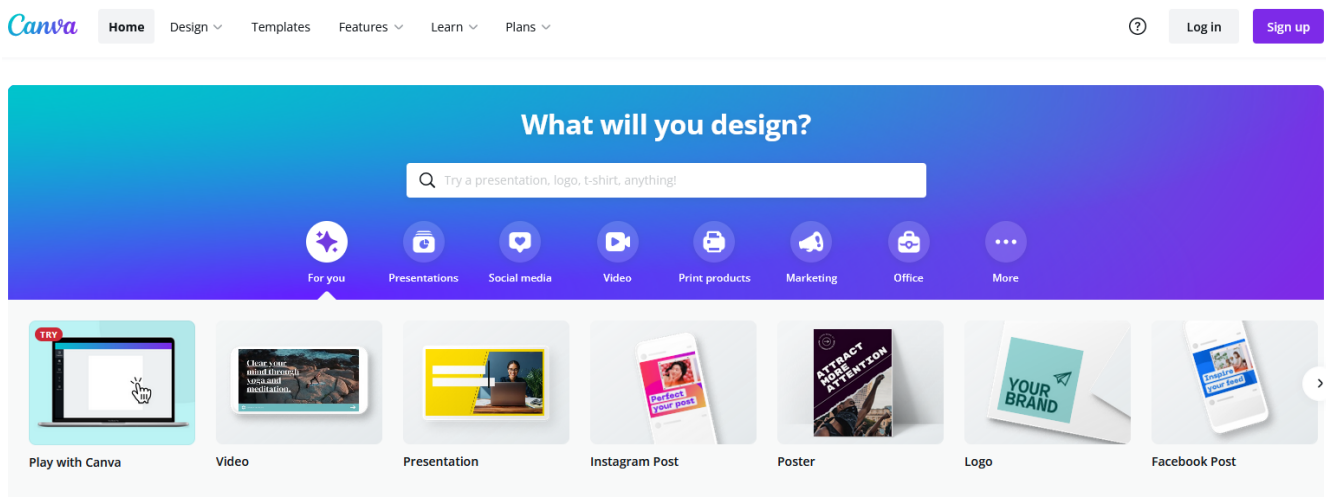 Canva
Home
Design
Templates
Features
Learn
Plans
Log in
Sign up
What will you design?
Try a presentation, logo, t-shirt, anything!
For you
Presentations
Social media
Video
Print products
Marketing
Office
More
TRY
Clear your
mind through
yoga and
meditation.
Perfect
your post
ATTRACT
MORE
ATTENTION
YOUR
BRAND
Inspire
your feed
Play with Canva
Video
Presentation
Instagram Post
Poster
Logo
Facebook Post